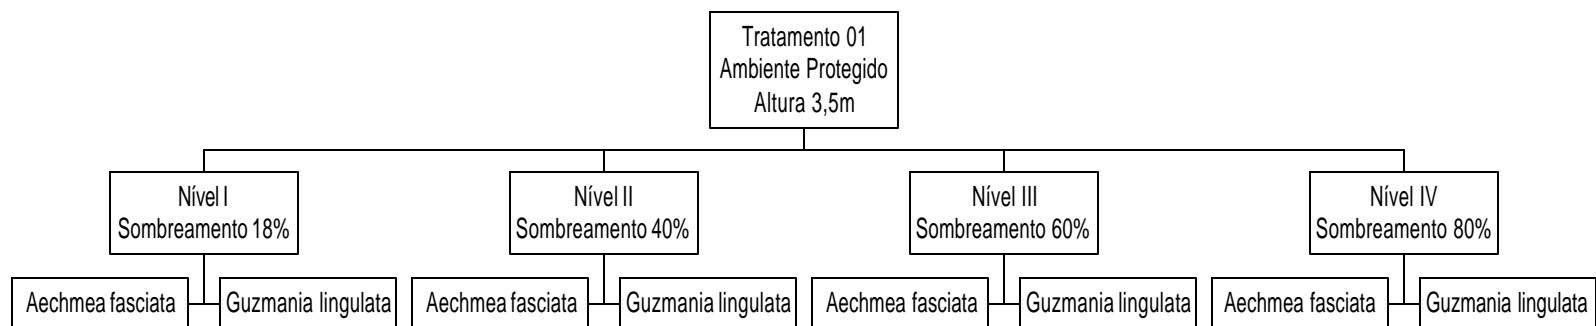 Tratamento 01
Ambiente Protegido
Altura 3,5m
Nível I
Sombreamento 18%
Nível II
Sombreamento 40%
Nível III
Sombreamento 60%
Nível IV
Sombreamento 80%
Aechmea fasciata
Guzmania lingulata
Aechmea fasciata
Guzmania lingulata
Aechmea fasciata
Guzmania lingulata
Aechmea fasciata
Guzmania lingulata